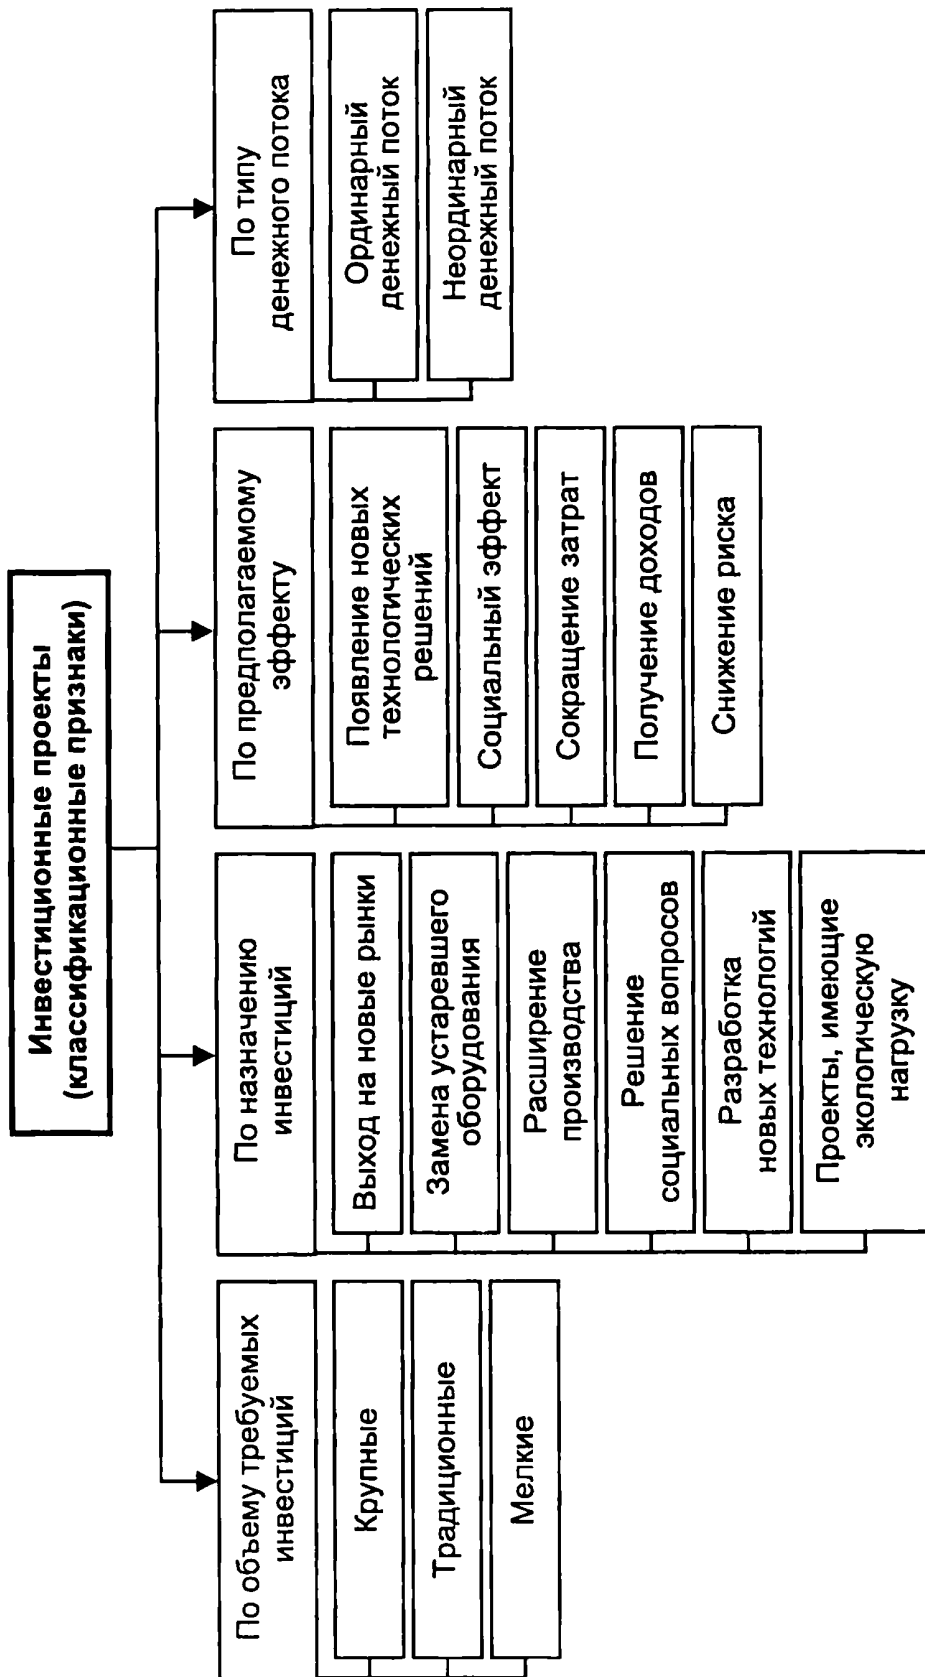 Инвестиционные проекты
(классификационные признаки)
По объему требуемых
инвестиций
Крупные
Традиционные
Мелкие
По назначению
инвестиций
Выход на новые рынки
Замена устаревшего
оборудования
Расширение
производства
Решение
социальных вопросов
Разработка
новых технологий
Проекты, имеющие
экологическую
нагрузку
По предполагаемому
эффекту
Появление новых
технологических
решений
Социальный эффект
Сокращение затрат
Получение доходов
Снижение риска
По типу
денежного потока
Ординарный
денежный поток
Неординарный
денежный поток